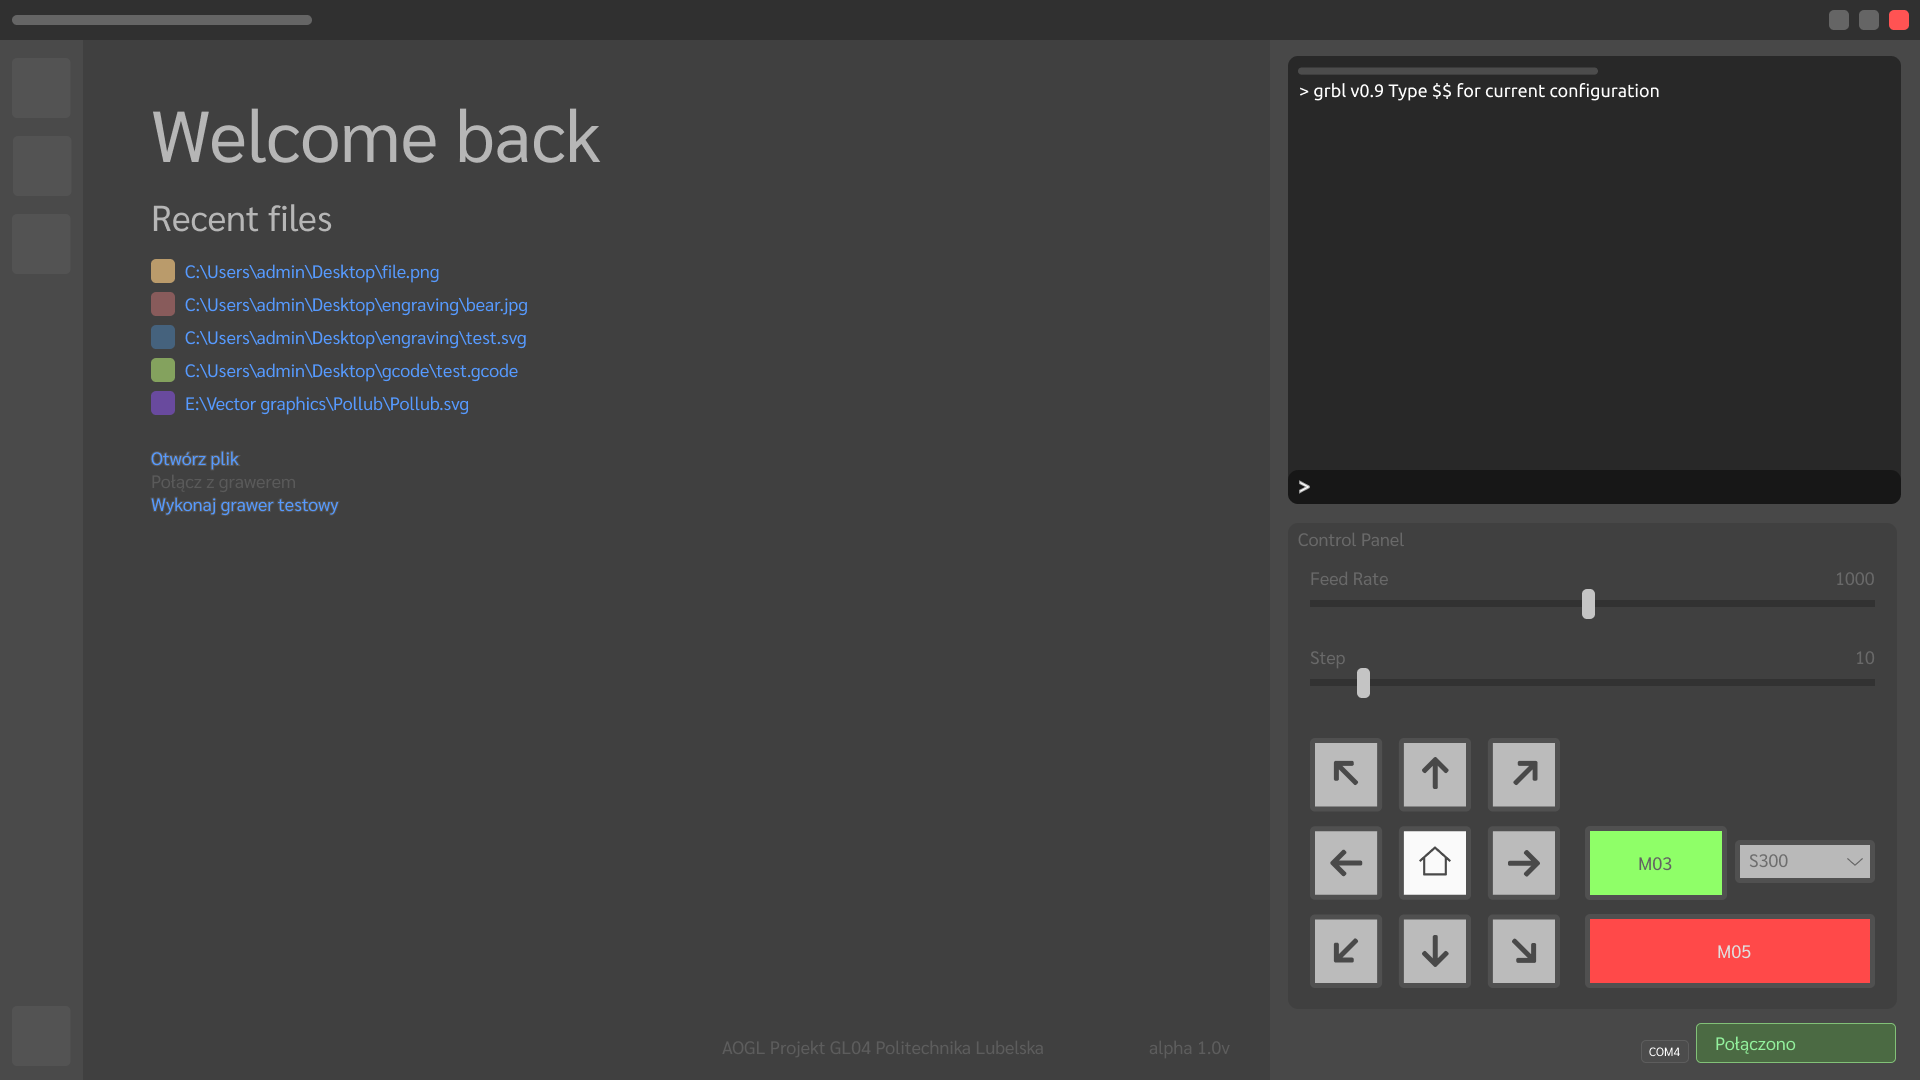 Welcome back
Recent files
C:\Users\admin\Desktop\file.png
C:\Users\admin\Desktop\engraving\bear.jpg
C:\Users\admin\Desktop\engraving\test.svg
C:\Users\admin\Desktop\gcode\test.gcode
E:\Vector graphics\Pollub\Pollub.svg
Otwórz plik
Połącz z grawerem
Wykonaj grawer testowy
AOGL Projekt GL04 Politechnika Lubelska
alpha 1.0v
> grbl v0.9 Type $$ for current configuration
>
Control Panel
Feed Rate 1000
Step 10
M03
S300
M05
COM4
Połączono